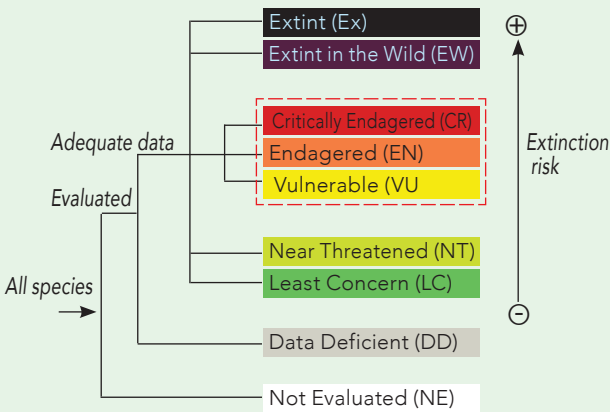 Extint (Ex)
Extint in the Wild (EW)
Critically Endagered (CR)
Adequate data
Endagered (EN)
Extinction
risk
Vulnerable (VU
Evaluated
Near Threatened (NT)
Least Concern (LC)
All species
Data Deficient (DD)
Not Evaluated (NE)